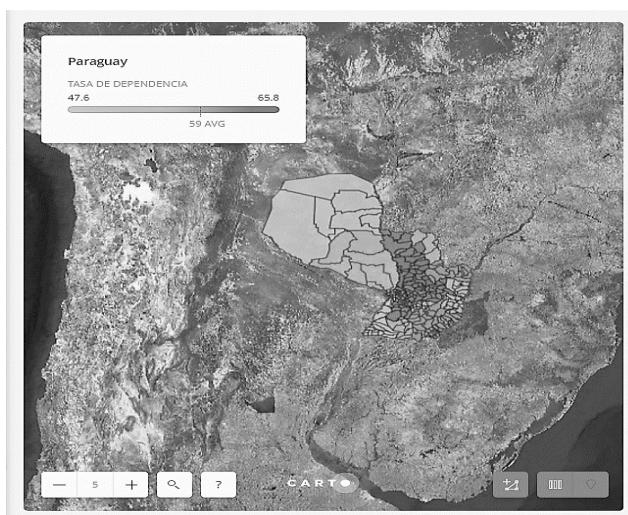 Paraguay
TASA DE DEPENDENCIA
47.6 65.8
59 AVG
5
?
CARTO